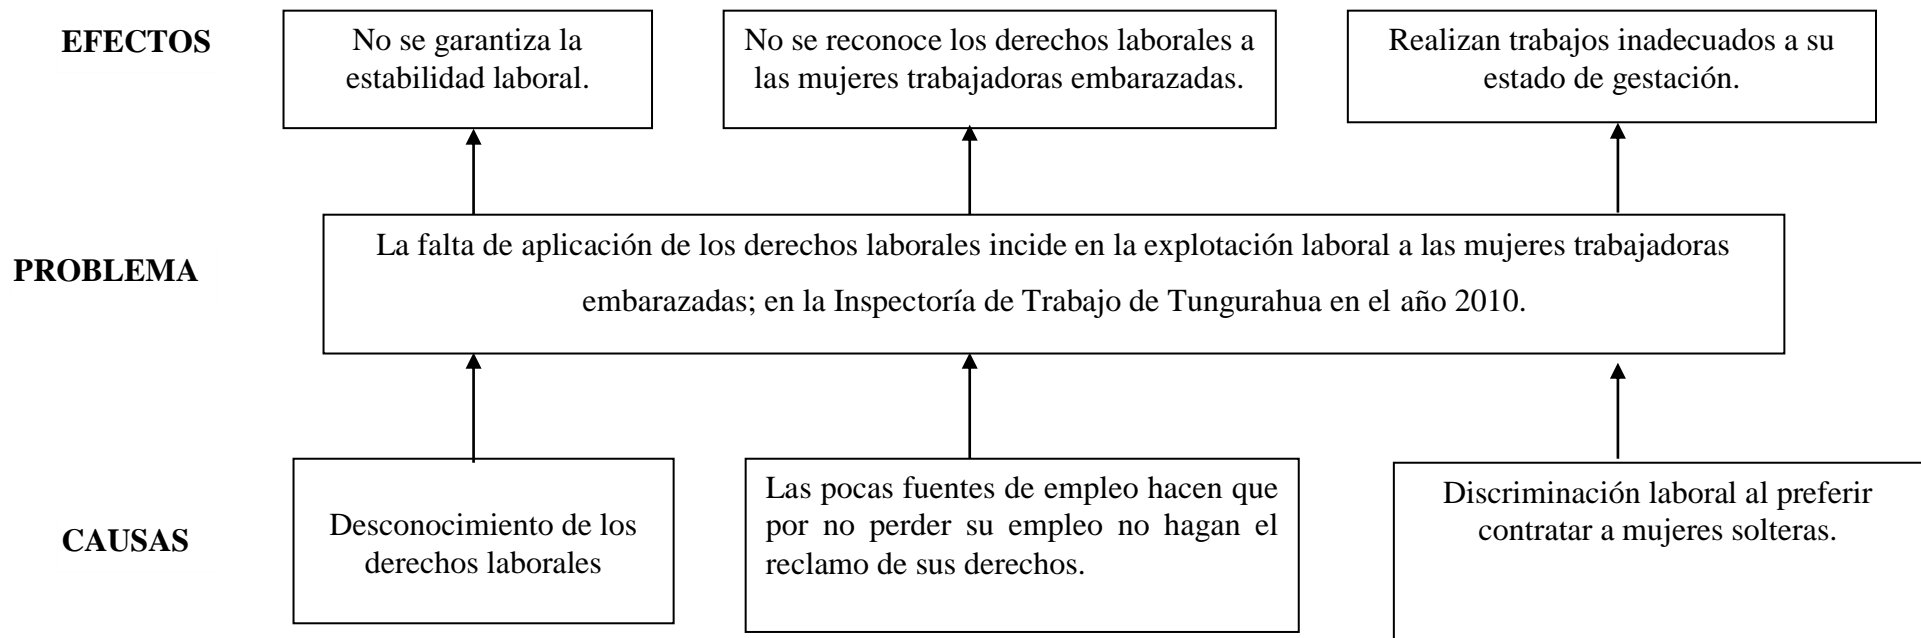 EFECTOS
No se garantiza la
estabilidad laboral.
No se reconoce los derechos laborales a
las mujeres trabajadoras embarazadas.
Realizan trabajos inadecuados a su
estado de gestación.
PROBLEMA
La falta de aplicación de los derechos laborales incide en la explotación laboral a las mujeres trabajadoras
embarazadas; en la Inspectoría de Trabajo de Tungurahua en el año 2010.
CAUSAS
Desconocimiento de los
derechos laborales
Las pocas fuentes de empleo hacen que
por no perder su empleo no hagan el
reclamo de sus derechos.
Discriminación laboral al preferir
contratar a mujeres solteras.